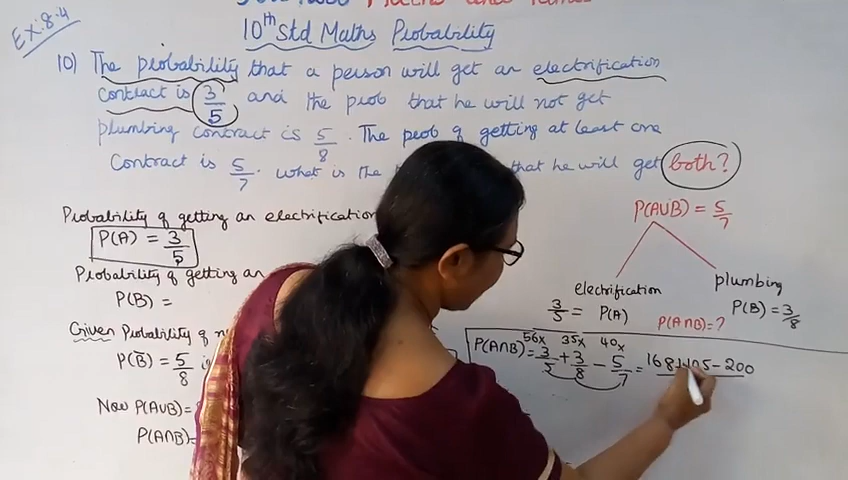 Ex:8.4
10th Std Maths Probability
10) The probability that a person will get an electrification
contract is 3/5 and the prob that he will not get
plumbing contract is 5/8. The prob of getting at least one
Contract is 5/7. what is the that he will get both?
Probability of getting an electrification
P(A) = 3/5
Probability of getting an
P(B) =
Given Probability of
P(B̄) = 5/8
Now P(AUB) =
P(A∩B) =
P(AUB) = 5/7
electrification plumbing
3/5 = P(A) P(B) = 3/8
P(A∩B) = ?
56x 35x 40x
P(A∩B) = 3/5 + 3/8 − 5/7 = 168+105−200